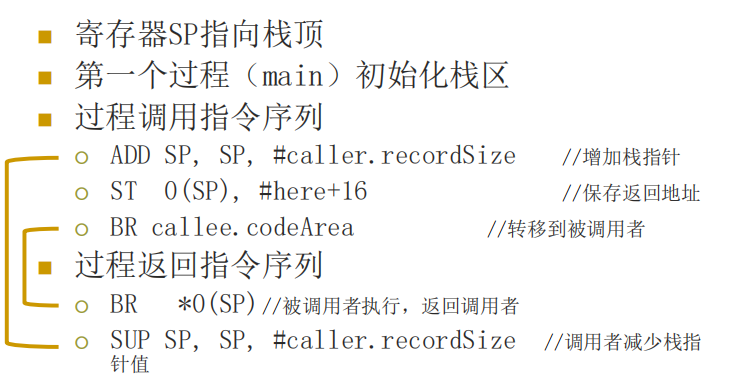 寄存器SP指向栈顶
第一个过程（main）初始化栈区
过程调用指令序列
ADD SP, SP, #caller.recordSize //增加栈指针
ST 0(SP), #here+16 //保存返回地址
BR callee.codeArea //转移到被调用者
过程返回指令序列
BR *0(SP)//被调用者执行，返回调用者
SUP SP, SP, #caller.recordSize //调用者减少栈指
针值